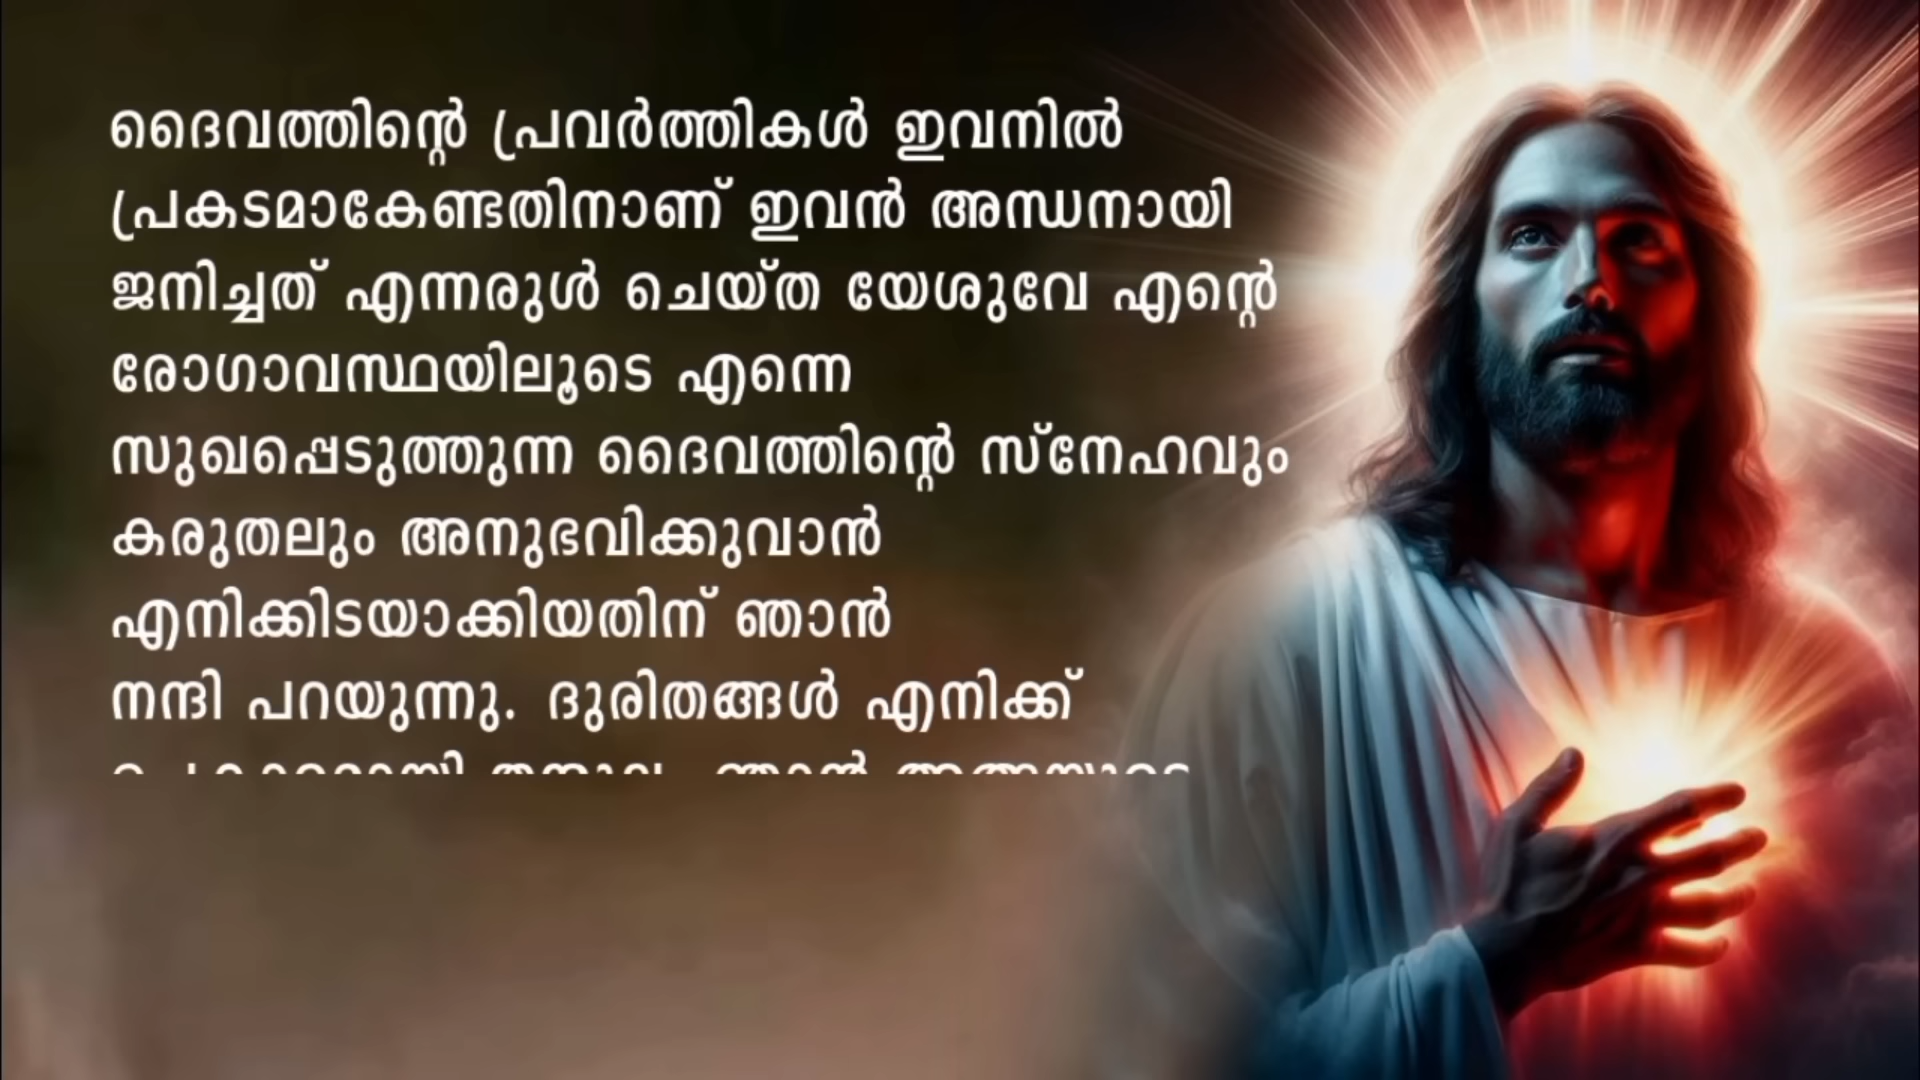 ദൈവത്തിന്റെ പ്രവർത്തികൾ ഇവനിൽ
പ്രകടമാകേണ്ടതിനാണ് ഇവൻ അന്ധനായി
ജനിച്ചത് എന്നരുൾ ചെയ്ത യേശുവേ എന്റെ
രോഗാവസ്ഥയിലൂടെ എന്നെ
സുഖപ്പെടുത്തുന്ന ദൈവത്തിന്റെ സ്നേഹവും
കരുതലും അനുഭവിക്കുവാൻ
എനിക്കിടയാക്കിയതിന് ഞാൻ
നന്ദി പറയുന്നു. ദുരിതങ്ങൾ എനിക്ക്